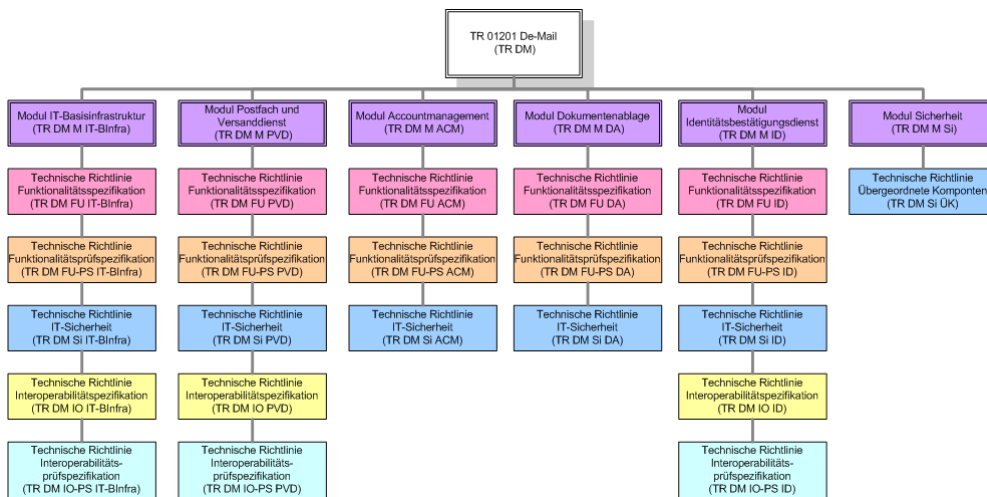 TR 01201 De-Mail
(TR DM)
Modul IT-Basisinfrastruktur
(TR DM M IT-BInfra)
Modul Postfach und
Versanddienst
(TR DM M PVD)
Modul Accountmanagement
(TR DM M ACM)
Modul Dokumentenablage
(TR DM M DA)
Modul
Identitätsbestätigungsdienst
(TR DM M ID)
Modul Sicherheit
(TR DM M Si)
Technische Richtlinie
Funktionalitätsspezifikation
(TR DM FU IT-BInfra)
Technische Richtlinie
Funktionalitätsspezifikation
(TR DM FU PVD)
Technische Richtlinie
Funktionalitätsspezifikation
(TR DM FU ACM)
Technische Richtlinie
Funktionalitätsspezifikation
(TR DM FU DA)
Technische Richtlinie
Funktionalitätsspezifikation
(TR DM FU ID)
Technische Richtlinie
Übergeordnete Komponten
(TR DM Si ÜK)
Technische Richtlinie
Funktionalitätsprüfspezifikation
(TR DM FU-PS IT-BInfra)
Technische Richtlinie
Funktionalitätsprüfspezifikation
(TR DM FU-PS PVD)
Technische Richtlinie
Funktionalitätsprüfspezifikation
(TR DM FU-PS ACM)
Technische Richtlinie
Funktionalitätsprüfspezifikation
(TR DM FU-PS DA)
Technische Richtlinie
Funktionalitätsprüfspezifikation
(TR DM FU-PS ID)
Technische Richtlinie
IT-Sicherheit
(TR DM Si IT-BInfra)
Technische Richtlinie
IT-Sicherheit
(TR DM Si PVD)
Technische Richtlinie
IT-Sicherheit
(TR DM Si ACM)
Technische Richtlinie
IT-Sicherheit
(TR DM Si DA)
Technische Richtlinie
IT-Sicherheit
(TR DM Si ID)
Technische Richtlinie
Interoperabilitätspezifikation
(TR DM IO IT-BInfra)
Technische Richtlinie
Interoperabilitätspezifikation
(TR DM IO PVD)
Technische Richtlinie
Interoperabilitätspezifikation
(TR DM IO ID)
Technische Richtlinie
Interoperabilitäts-
prüfspezifikation
(TR DM IO-PS IT-BInfra)
Technische Richtlinie
Interoperabilitäts-
prüfspezifikation
(TR DM IO-PS PVD)
Technische Richtlinie
Interoperabilitäts-
prüfspezifikation
(TR DM IO-PS ID)